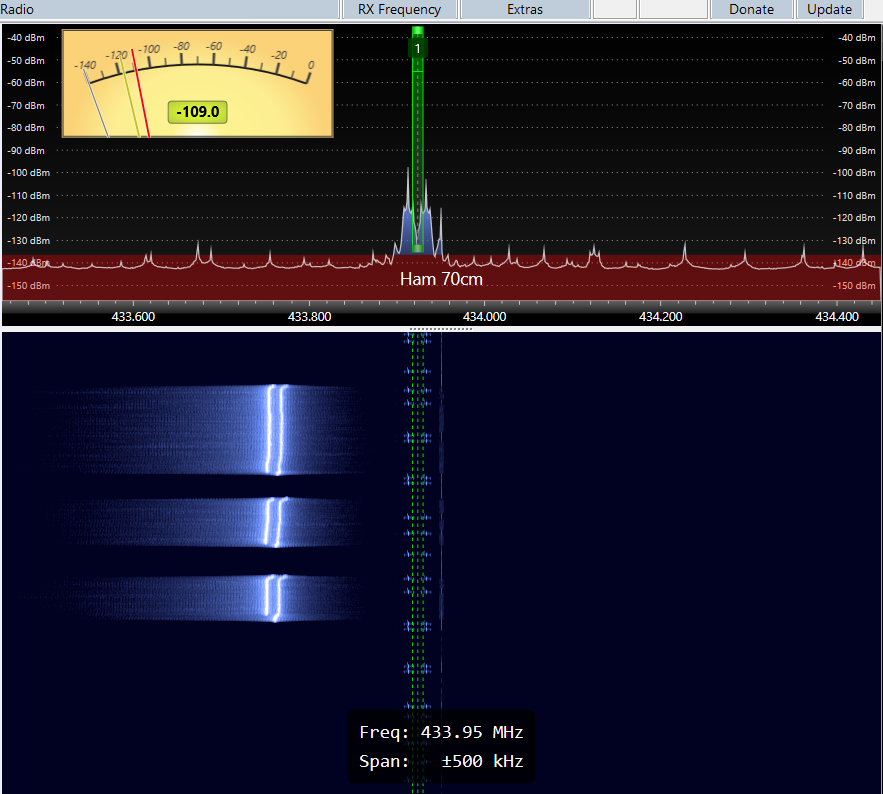 Radio RX Frequency Extras Donate Update
-40 dBm -40 dBm
-50 dBm -50 dBm
-60 dBm -60 dBm
-70 dBm -70 dBm
-80 dBm -80 dBm
-90 dBm -90 dBm
-100 dBm -100 dBm
-110 dBm -110 dBm
-120 dBm -120 dBm
-130 dBm -130 dBm
-140 dBm -140 dBm
-150 dBm -150 dBm
-140 -120 -100 -80 -60 -40 -20 0
-109.0
1
Ham 70cm
433.600 433.800 434.000 434.200 434.400
Freq: 433.95 MHz
Span: ±500 kHz